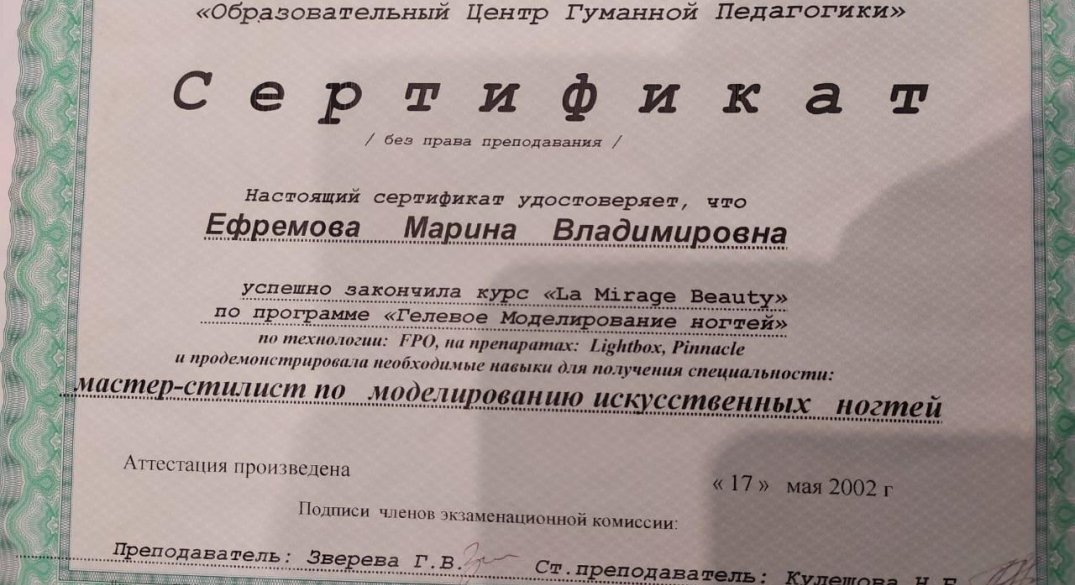 «Образовательный Центр Гуманной Педагогики»
Сертификат
/ без права преподавания /
Настоящий сертификат удостоверяет, что
Ефремова Марина Владимировна
успешно закончила курс «La Mirage Beauty»
по программе «Гелевое Моделирование ногтей»
по технологии: FPO, на препаратах: Lightbox, Pinnacle
и продемонстрировала необходимые навыки для получения специальности:
мастер-стилист по моделированию искусственных ногтей
Аттестация произведена « 17 » мая 2002 г
Подписи членов экзаменационной комиссии:
Преподаватель: Зверева Г.В. Ст.преподаватель: Кулешова Н.Е.